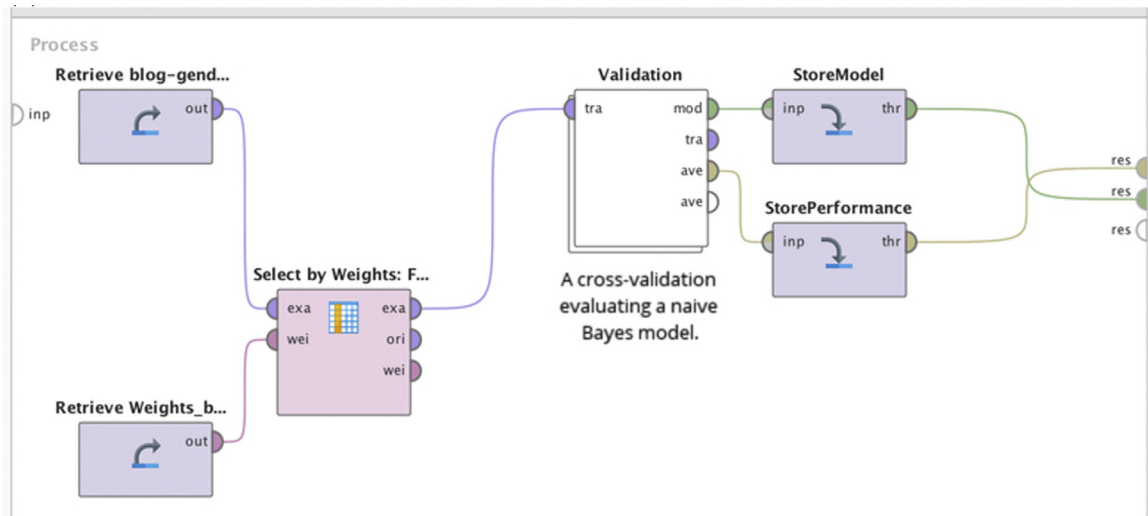 Process
Retrieve blog-gend...
Validation
StoreModel
inp
out
tra
mod
inp
thr
tra
ave
ave
res
res
res
StorePerformance
inp
thr
Select by Weights: F...
exa
exa
wei
ori
wei
A cross-validation
evaluating a naive
Bayes model.
Retrieve Weights_b...
out